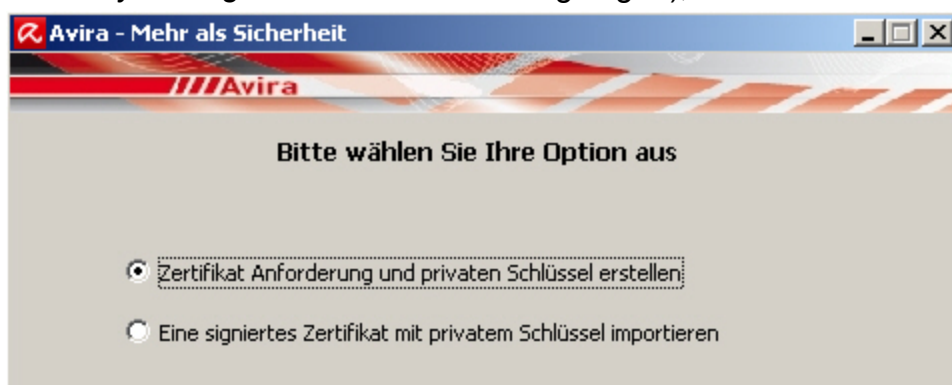 Avira - Mehr als Sicherheit
Avira
Bitte wählen Sie Ihre Option aus
Zertifikat Anforderung und privaten Schlüssel erstellen
Eine signiertes Zertifikat mit privatem Schlüssel importieren